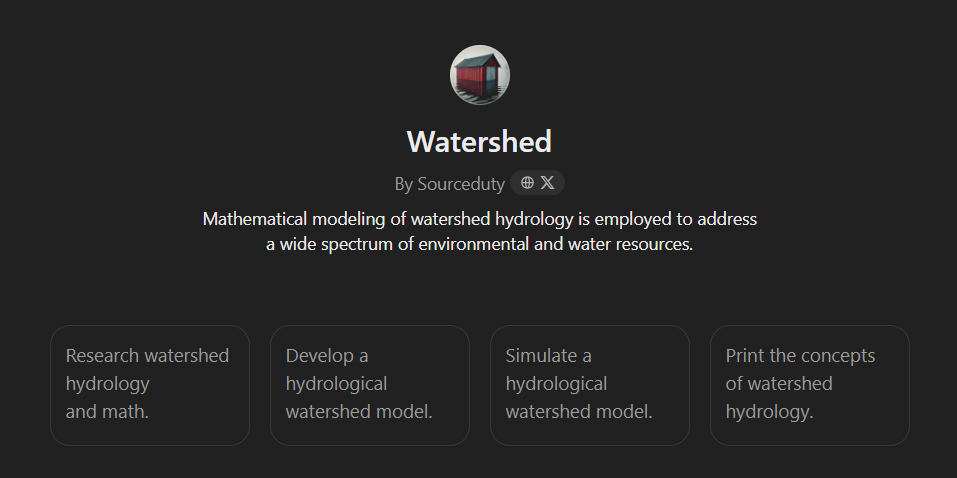 Watershed
By Sourceduty
Mathematical modeling of watershed hydrology is employed to address
a wide spectrum of environmental and water resources.
Research watershed
hydrology
and math.
Develop a
hydrological
watershed model.
Simulate a
hydrological
watershed model.
Print the concepts
of watershed
hydrology.